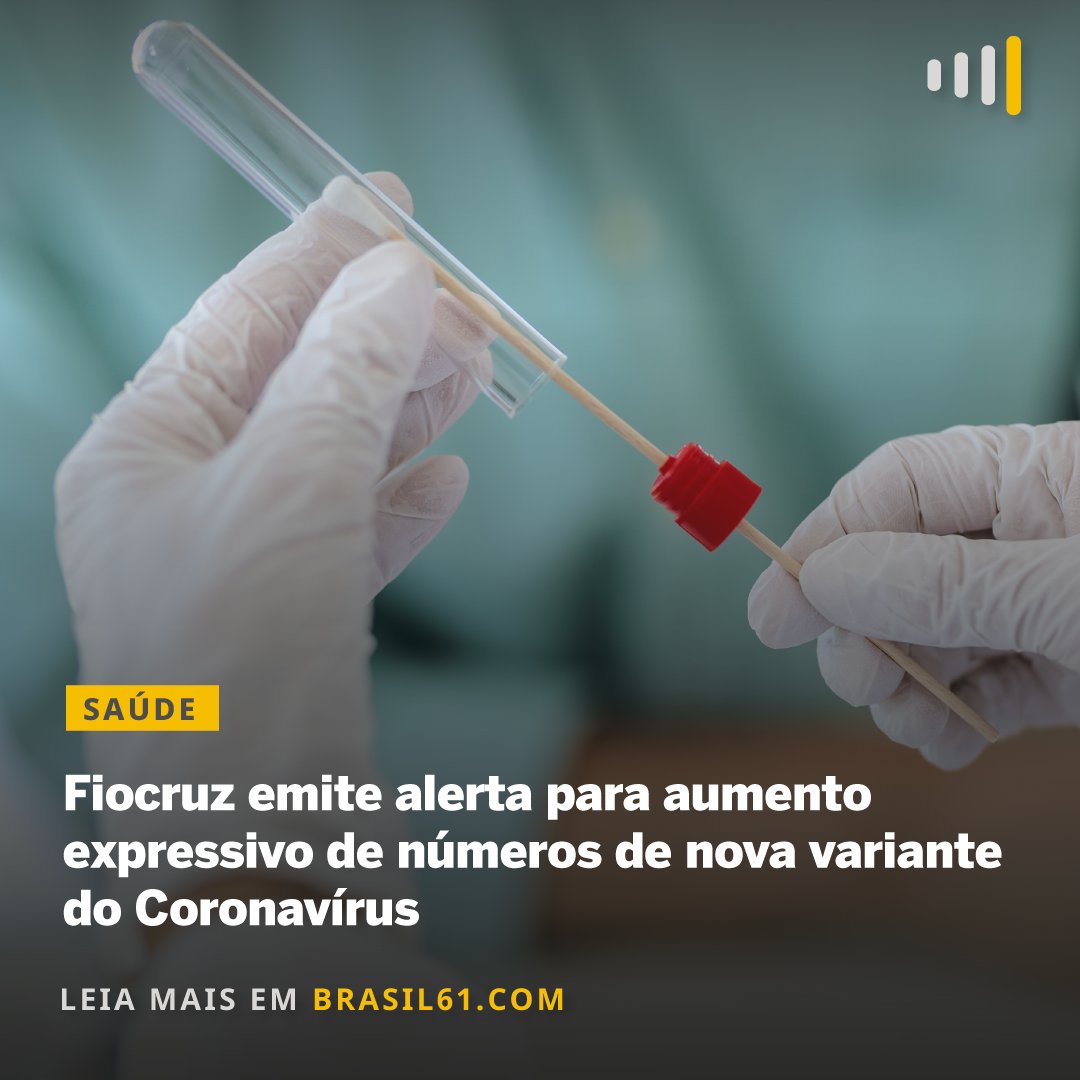 SAÚDE
Fiocruz emite alerta para aumento
expressivo de números de nova variante
do Coronavírus
LEIA MAIS EM BRASIL61.COM